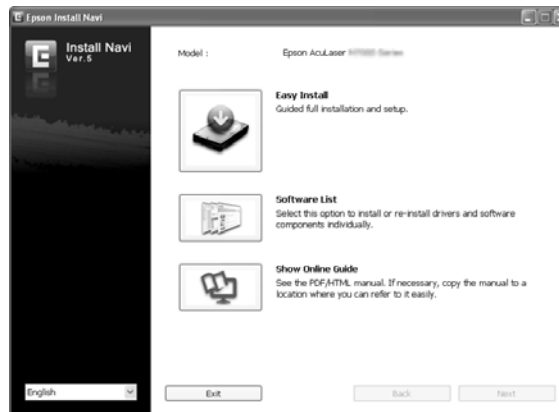 Epson Install Navi
Install Navi
Ver.5
Model :
Epson AcuLaser
Easy Install
Guided full installation and setup.
Software List
Select this option to install or re-install drivers and software
components individually.
Show Online Guide
See the PDF/HTML manual. If necessary, copy the manual to a
location where you can refer to it easily.
English
Exit
Back
Next